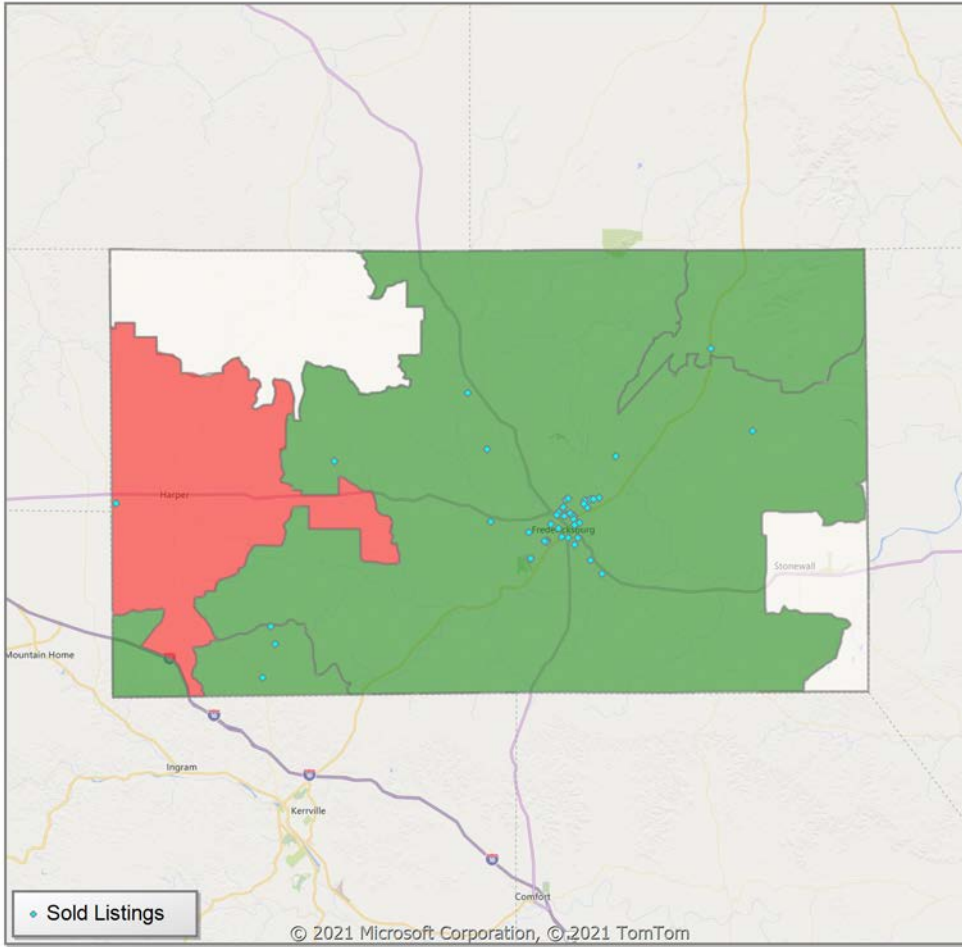 Harper
Fredericksburg
Stonewall
Mountain Home
Ingram
Kerrville
Comfort
Sold Listings
© 2021 Microsoft Corporation, © 2021 TomTom